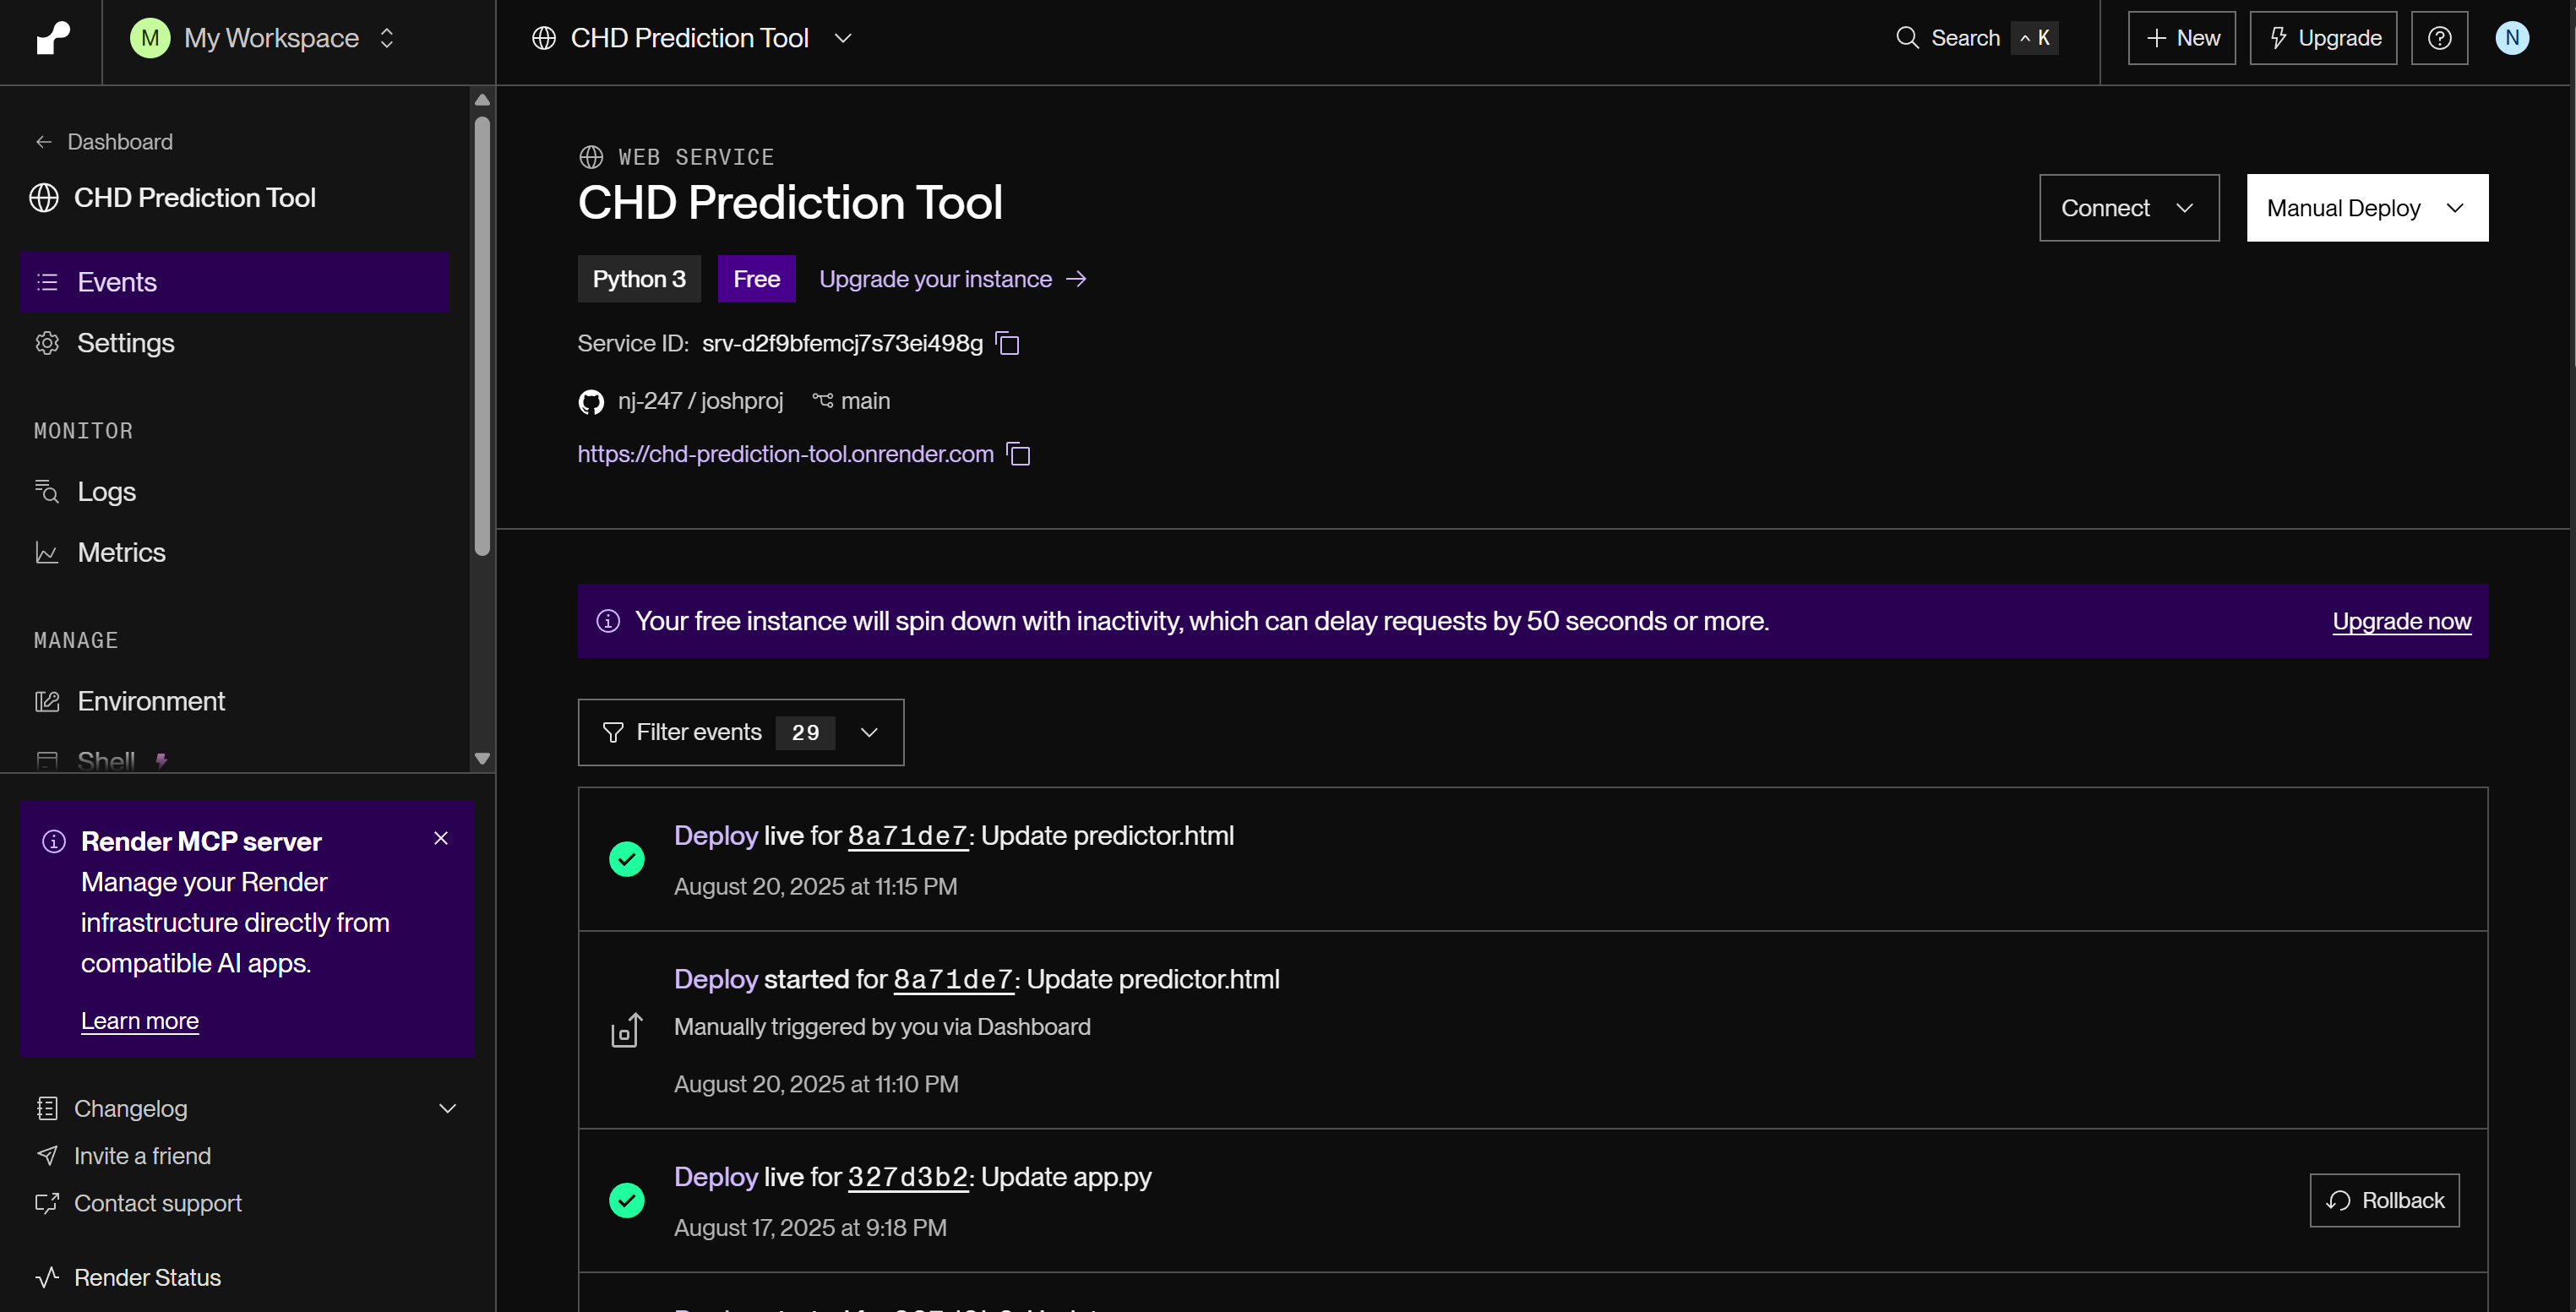 M My Workspace
CHD Prediction Tool
Search ^ K
+ New
Upgrade
N
Dashboard
CHD Prediction Tool
Events
Settings
MONITOR
Logs
Metrics
MANAGE
Environment
Shell
Render MCP server
Manage your Render
infrastructure directly from
compatible AI apps.
Learn more
Changelog
Invite a friend
Contact support
Render Status
WEB SERVICE
CHD Prediction Tool
Connect
Manual Deploy
Python 3
Free
Upgrade your instance →
Service ID: srv-d2f9bfemcj7s73ei498g
nj-247 / joshproj main
https://chd-prediction-tool.onrender.com
Your free instance will spin down with inactivity, which can delay requests by 50 seconds or more.
Upgrade now
Filter events 29
Deploy live for 8a71de7: Update predictor.html
August 20, 2025 at 11:15 PM
Deploy started for 8a71de7: Update predictor.html
Manually triggered by you via Dashboard
August 20, 2025 at 11:10 PM
Deploy live for 327d3b2: Update app.py
August 17, 2025 at 9:18 PM
Rollback